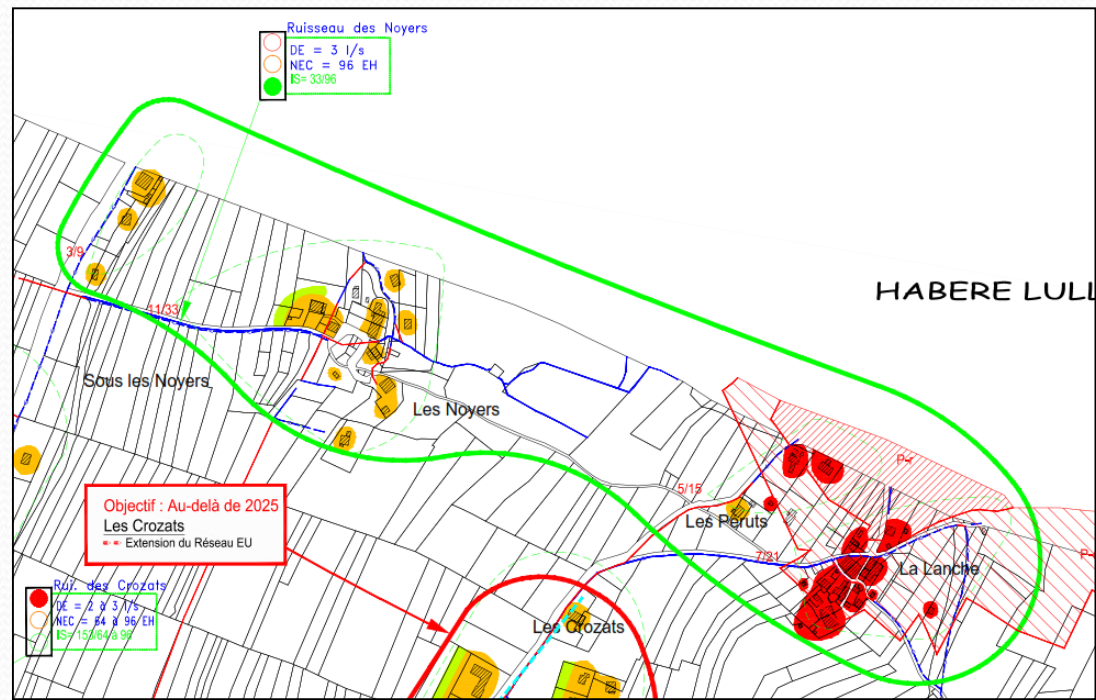 Ruisseau des Noyers
DE = 3 l/s
NEC = 96 EH
IS= 33/96
HABERE LULL
3/9
11/33
Sous les Noyers
Les Noyers
P-
5/15
Les Peruts
7/21
P-
La Lanche
Objectif : Au-delà de 2025
Les Crozats
Extension du Réseau EU
Rui. des Crozats
DE = 2 à 3 l/s
NEC = 64 à 96 EH
IS= 153/64 à 96
Les Crozats